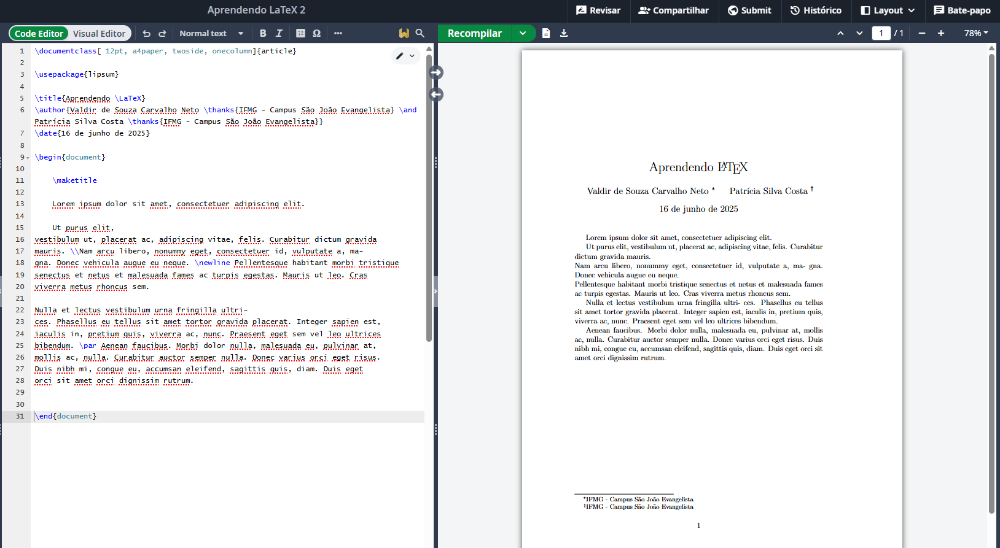 Aprendendo LaTeX 2
Revisar
Compartilhar
Submit
Histórico
Layout
Bate-papo
Code Editor
Visual Editor
Normal text
B
I
Ω
Recompilar
1
/ 1
78%
1 \documentclass[ 12pt, a4paper, twoside, onecolumn]{article}
2
3 \usepackage{lipsum}
4
5 \title{Aprendendo \LaTeX}
6 \author{Valdir de Souza Carvalho Neto \thanks{IFMG - Campus São João Evangelista} \and
Patrícia Silva Costa \thanks{IFMG - Campus São João Evangelista}}
7 \date{16 de junho de 2025}
8
9 \begin{document}
10
11 \maketitle
12
13 Lorem ipsum dolor sit amet, consectetuer adipiscing elit.
14
15 Ut purus elit,
16 vestibulum ut, placerat ac, adipiscing vitae, felis. Curabitur dictum gravida
17 mauris. \\Nam arcu libero, nonummy eget, consectetuer id, vulputate a, ma-
18 gna. Donec vehicula augue eu neque. \newline Pellentesque habitant morbi tristique
19 senectus et netus et malesuada fames ac turpis egestas. Mauris ut leo. Cras
20 viverra metus rhoncus sem.
21
22 Nulla et lectus vestibulum urna fringilla ultri-
23 ces. Phasellus eu tellus sit amet tortor gravida placerat. Integer sapien est,
24 iaculis in, pretium quis, viverra ac, nunc. Praesent eget sem vel leo ultrices
25 bibendum. \par Aenean faucibus. Morbi dolor nulla, malesuada eu, pulvinar at,
26 mollis ac, nulla. Curabitur auctor semper nulla. Donec varius orci eget risus.
27 Duis nibh mi, congue eu, accumsan eleifend, sagittis quis, diam. Duis eget
28 orci sit amet orci dignissim rutrum.
29
30
31 \end{document}
Aprendendo LATEX
Valdir de Souza Carvalho Neto * Patrícia Silva Costa †
16 de junho de 2025
Lorem ipsum dolor sit amet, consectetuer adipiscing elit.
Ut purus elit, vestibulum ut, placerat ac, adipiscing vitae, felis. Curabitur
dictum gravida mauris.
Nam arcu libero, nonummy eget, consectetuer id, vulputate a, ma- gna.
Donec vehicula augue eu neque.
Pellentesque habitant morbi tristique senectus et netus et malesuada fames
ac turpis egestas. Mauris ut leo. Cras viverra metus rhoncus sem.
Nulla et lectus vestibulum urna fringilla ultri- ces. Phasellus eu tellus
sit amet tortor gravida placerat. Integer sapien est, iaculis in, pretium quis,
viverra ac, nunc. Praesent eget sem vel leo ultrices bibendum.
Aenean faucibus. Morbi dolor nulla, malesuada eu, pulvinar at, mollis
ac, nulla. Curabitur auctor semper nulla. Donec varius orci eget risus. Duis
nibh mi, congue eu, accumsan eleifend, sagittis quis, diam. Duis eget orci sit
amet orci dignissim rutrum.
*IFMG - Campus São João Evangelista
†IFMG - Campus São João Evangelista
1